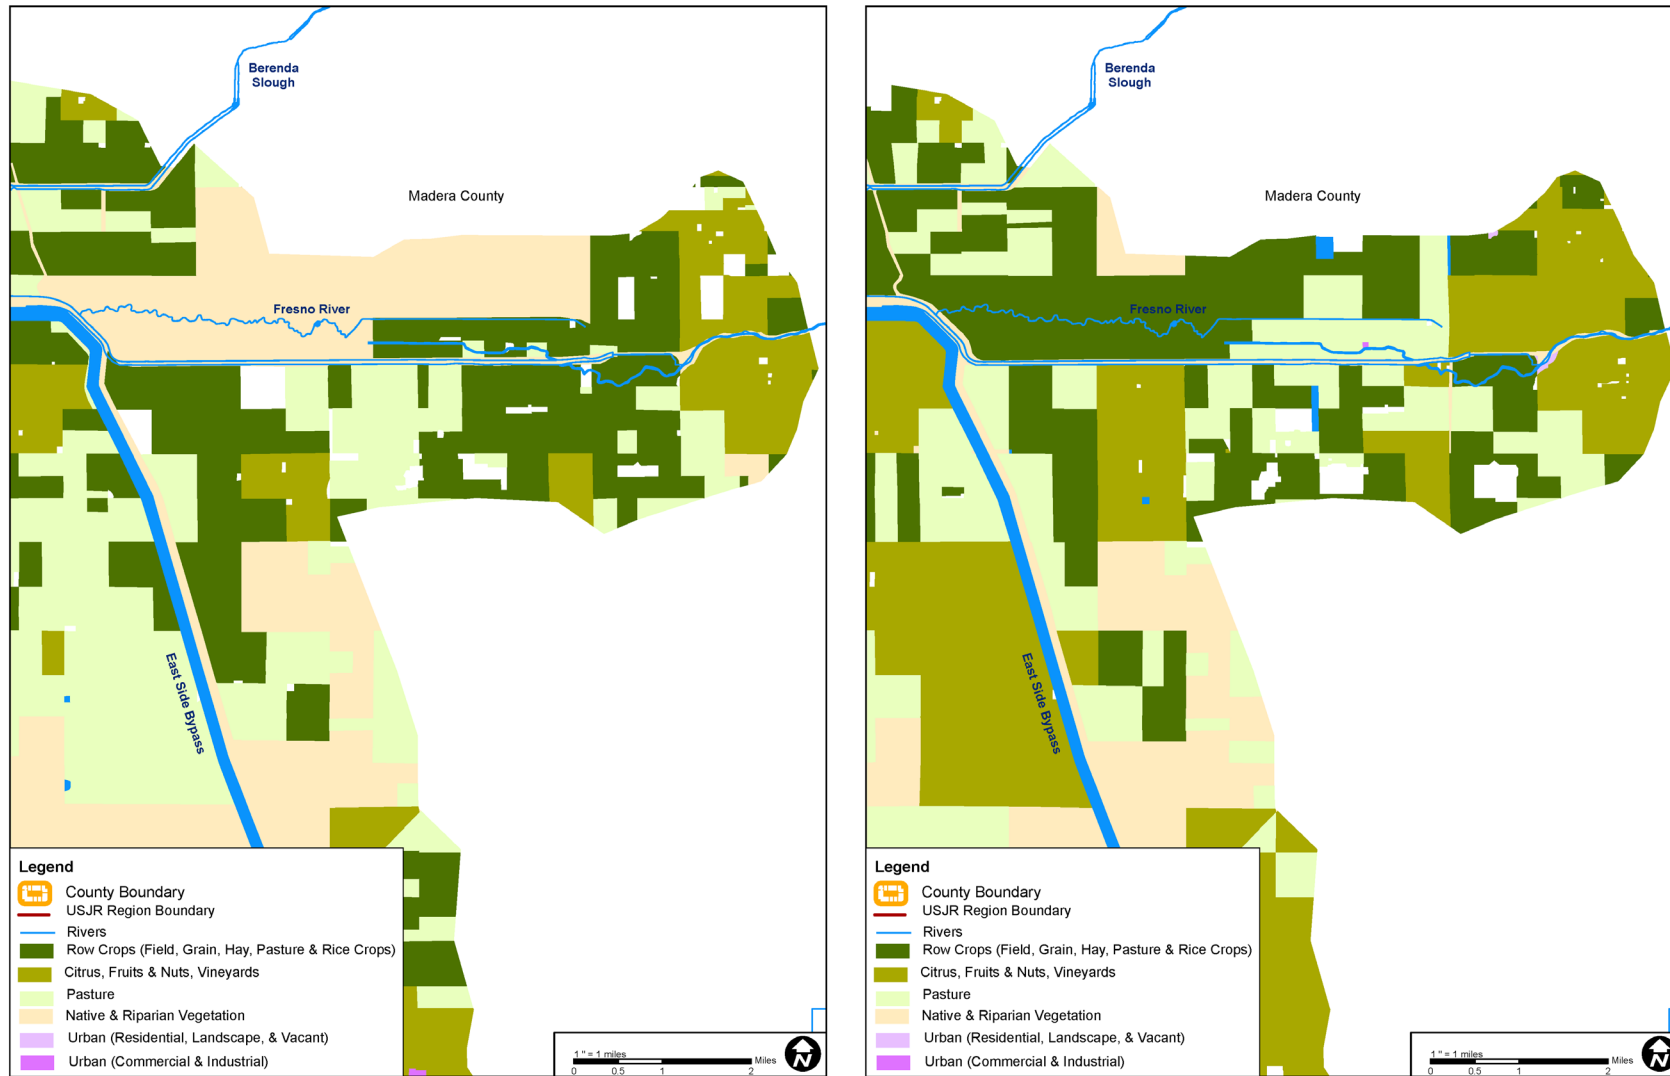 Berenda
Slough
Madera County
Fresno River
East Side Bypass
Legend
County Boundary
USJR Region Boundary
Rivers
Row Crops (Field, Grain, Hay, Pasture & Rice Crops)
Citrus, Fruits & Nuts, Vineyards
Pasture
Native & Riparian Vegetation
Urban (Residential, Landscape, & Vacant)
Urban (Commercial & Industrial)
1 " = 1 miles
Miles
0 0.5 1 2
N
Berenda
Slough
Madera County
Fresno River
East Side Bypass
Legend
County Boundary
USJR Region Boundary
Rivers
Row Crops (Field, Grain, Hay, Pasture & Rice Crops)
Citrus, Fruits & Nuts, Vineyards
Pasture
Native & Riparian Vegetation
Urban (Residential, Landscape, & Vacant)
Urban (Commercial & Industrial)
1 " = 1 miles
Miles
0 0.5 1 2
N